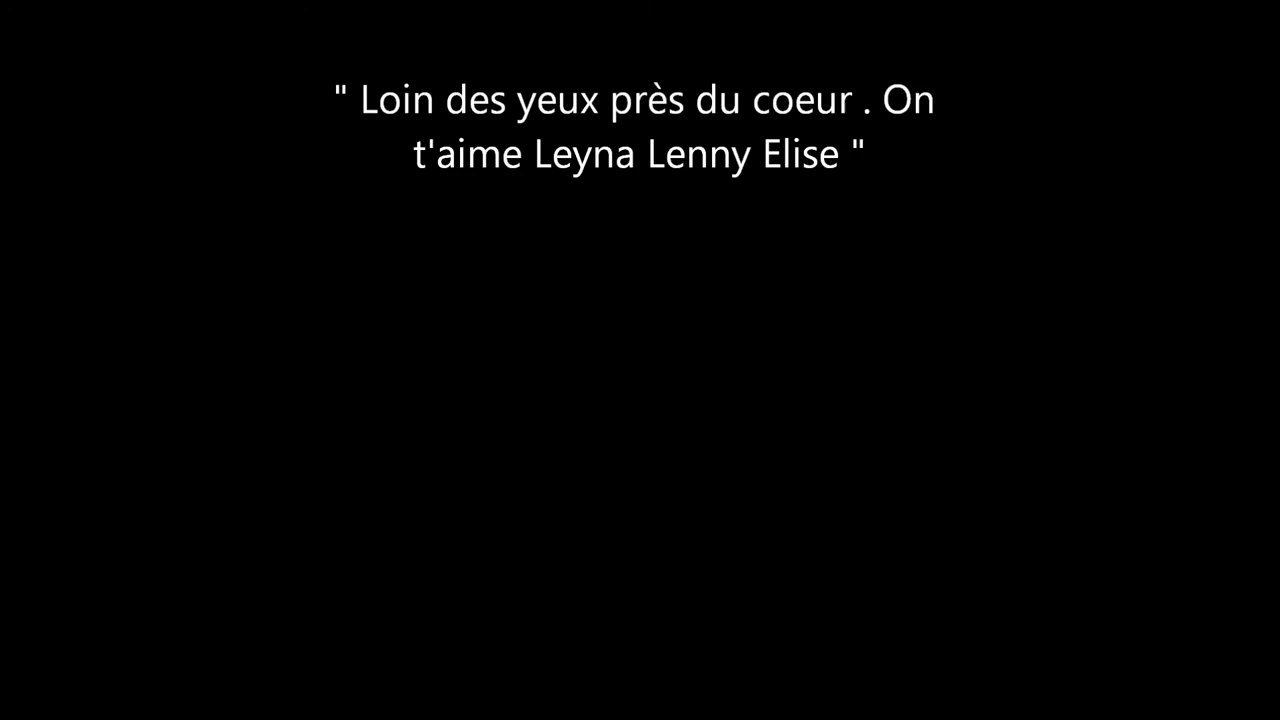 " Loin des yeux près du coeur . On
t'aime Leyna Lenny Elise "